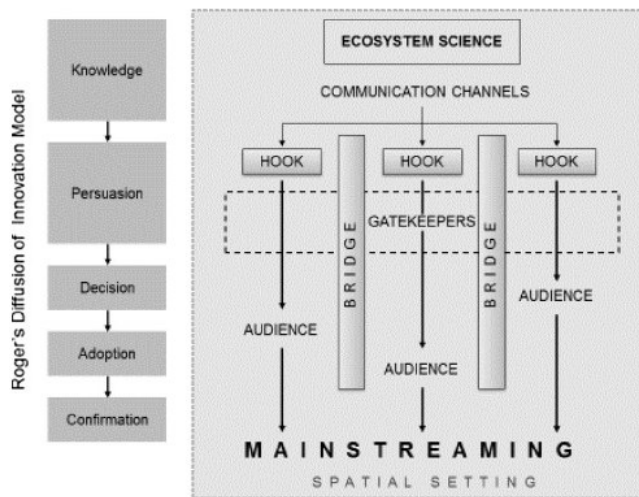 Roger's Diffusion of Innovation Model
Knowledge
Persuasion
Decision
Adoption
Confirmation
ECOSYSTEM SCIENCE
COMMUNICATION CHANNELS
HOOK
HOOK
HOOK
BRIDGE
BRIDGE
GATEKEEPERS
AUDIENCE
AUDIENCE
AUDIENCE
MAINSTREAMING
SPATIAL SETTING